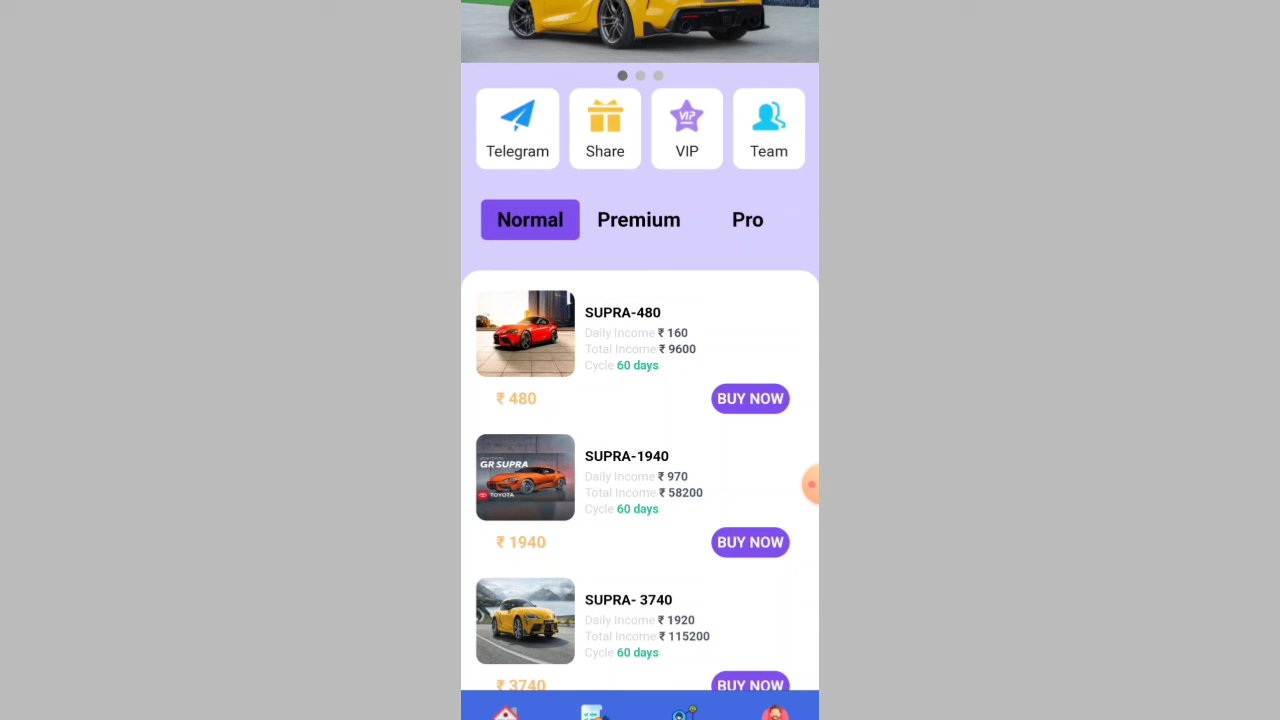 Telegram
Share
VIP
VIP
Team
Normal
Premium
Pro
SUPRA-480
Daily Income ₹ 160
Total Income ₹ 9600
Cycle 60 days
₹ 480
BUY NOW
GR SUPRA
TOYOTA
SUPRA-1940
Daily Income ₹ 970
Total Income ₹ 58200
Cycle 60 days
₹ 1940
BUY NOW
SUPRA- 3740
Daily Income ₹ 1920
Total Income ₹ 115200
Cycle 60 days
₹ 3740
BUY NOW